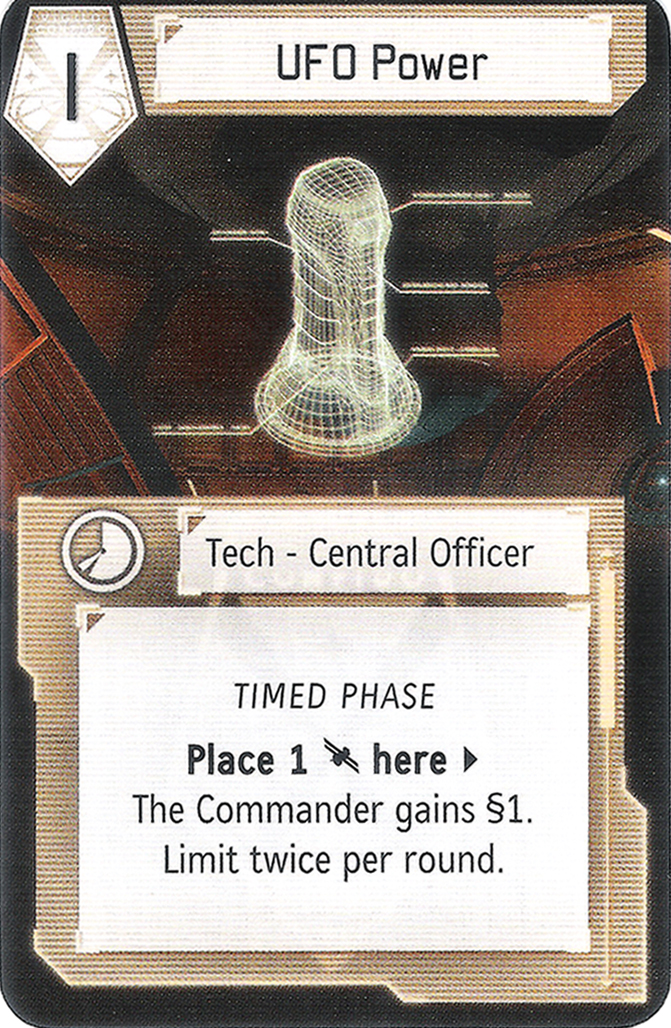 I
UFO Power
Tech - Central Officer
TIMED PHASE
Place 1 here
The Commander gains §1.
Limit twice per round.